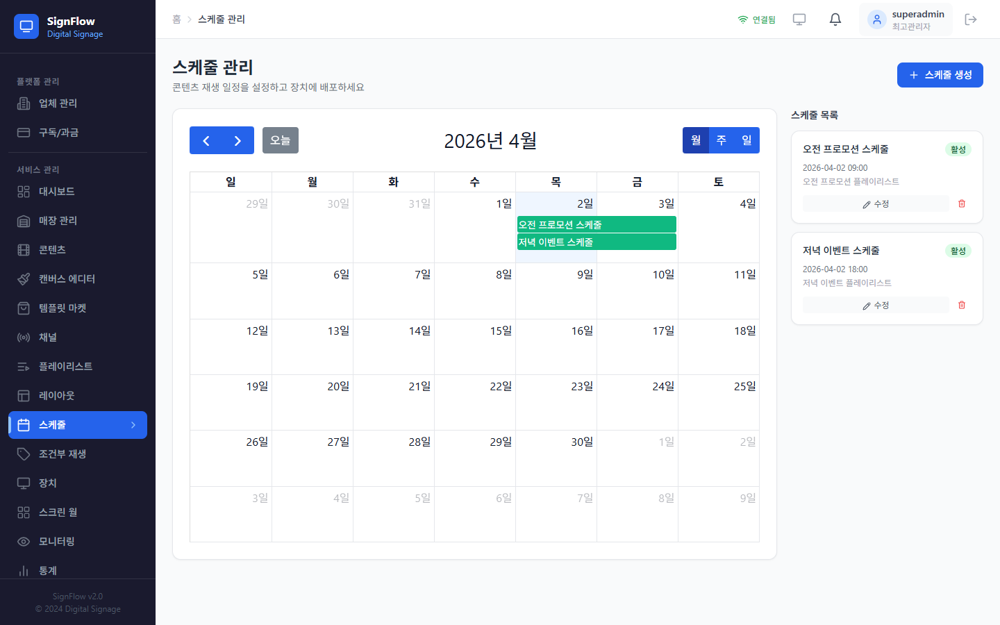 SignFlow
Digital Signage
플랫폼 관리
업체 관리
구독/과금
서비스 관리
대시보드
매장 관리
콘텐츠
캔버스 에디터
템플릿 마켓
채널
플레이리스트
레이아웃
스케줄
조건부 재생
장치
스크린 월
모니터링
통계
SignFlow v2.0
© 2024 Digital Signage
홈 스케줄 관리
연결됨
superadmin
최고관리자
스케줄 관리
콘텐츠 재생 일정을 설정하고 장치에 배포하세요
스케줄 생성
오늘
2026년 4월
월 주 일
일 월 화 수 목 금 토
29일 30일 31일 1일 2일 3일 4일
오전 프로모션 스케줄
저녁 이벤트 스케줄
5일 6일 7일 8일 9일 10일 11일
12일 13일 14일 15일 16일 17일 18일
19일 20일 21일 22일 23일 24일 25일
26일 27일 28일 29일 30일 1일 2일
3일 4일 5일 6일 7일 8일 9일
스케줄 목록
오전 프로모션 스케줄 활성
2026-04-02 09:00
오전 프로모션 플레이리스트
수정
저녁 이벤트 스케줄 활성
2026-04-02 18:00
저녁 이벤트 플레이리스트
수정